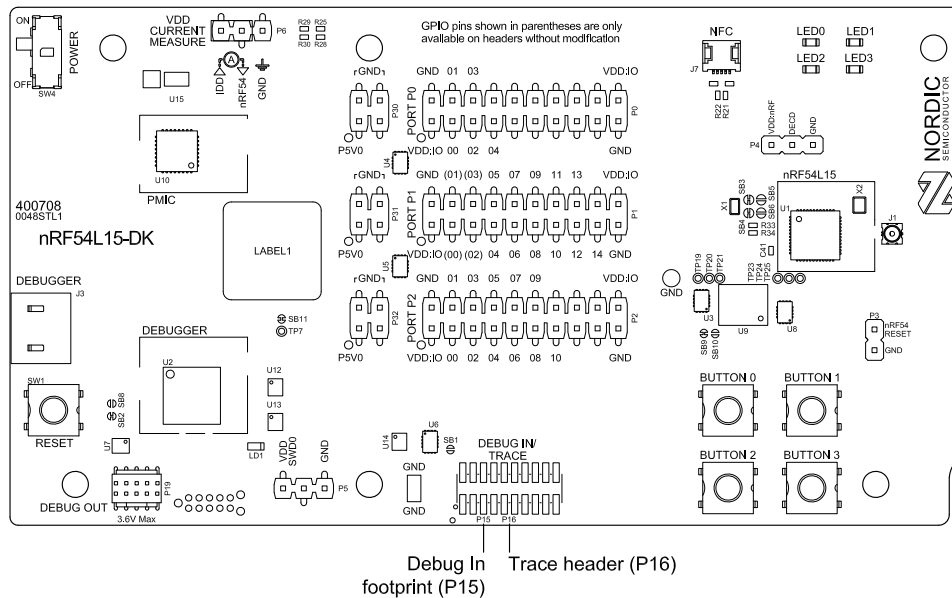 ON
OFF
SW4
POWER
VDD
CURRENT
MEASURE
P6
R29
R25
R30
R28
IDD
A
nRF54
GND
U15
GPIO pins shown in parentheses are only
available on headers without modification
NFC
J7
R22
R21
LED0
LED1
LED2
LED3
NORDIC
SEMICONDUCTOR
U10
PMIC
GND
P30
P5V0
PORT P0
GND 01 03 VDD:IO
VDD:IO 00 02 04 GND
P0
U4
VDD:nRF
DECD
GND
P4
400708
0048STL1
nRF54L15-DK
LABEL1
GND
P31
P5V0
PORT P1
GND (01) (03) 05 07 09 11 13 VDD:IO
VDD:IO (00) (02) 04 06 08 10 12 14 GND
P1
U5
nRF54L15
SB3
SB5
SB4
SB6
X1
U1
X2
R33
R34
C41
J1
TP19
TP20
TP21
TP23
TP24
TP25
GND
DEBUGGER
J3
SB11
TP7
GND
P32
P5V0
PORT P2
GND 01 03 05 07 09 VDD:IO
VDD:IO 00 02 04 06 08 10 GND
P2
U3
U9
U8
SB9
SB10
P3
nRF54
RESET
GND
DEBUGGER
U2
SW1
RESET
SB8
SB2
U7
U12
U13
LD1
BUTTON 0
BUTTON 1
BUTTON 2
BUTTON 3
VDD
SWD0
GND
P5
U14
U6
SB1
DEBUG IN/
TRACE
GND
GND
P15
P16
DEBUG OUT
P19
3.6V Max
Debug In
footprint (P15)
Trace header (P16)